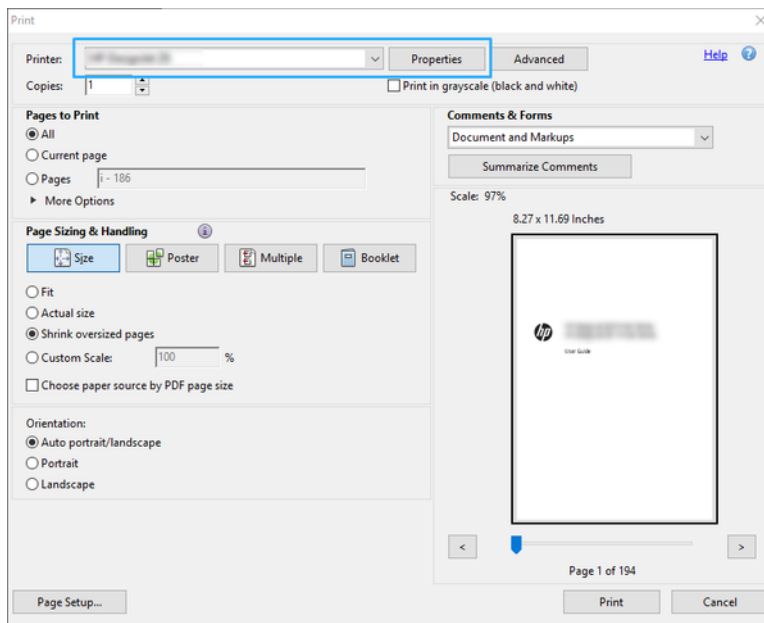 Print
Printer:
Properties
Advanced
Help
?
Copies:
1
Print in grayscale (black and white)
Pages to Print
All
Current page
Pages
i - 186
More Options
Page Sizing & Handling
i
Size
Poster
Multiple
Booklet
Fit
Actual size
Shrink oversized pages
Custom Scale:
100
%
Choose paper source by PDF page size
Orientation:
Auto portrait/landscape
Portrait
Landscape
Comments & Forms
Document and Markups
Summarize Comments
Scale: 97%
8.27 x 11.69 Inches
hp
User Guide
<
>
Page 1 of 194
Page Setup...
Print
Cancel